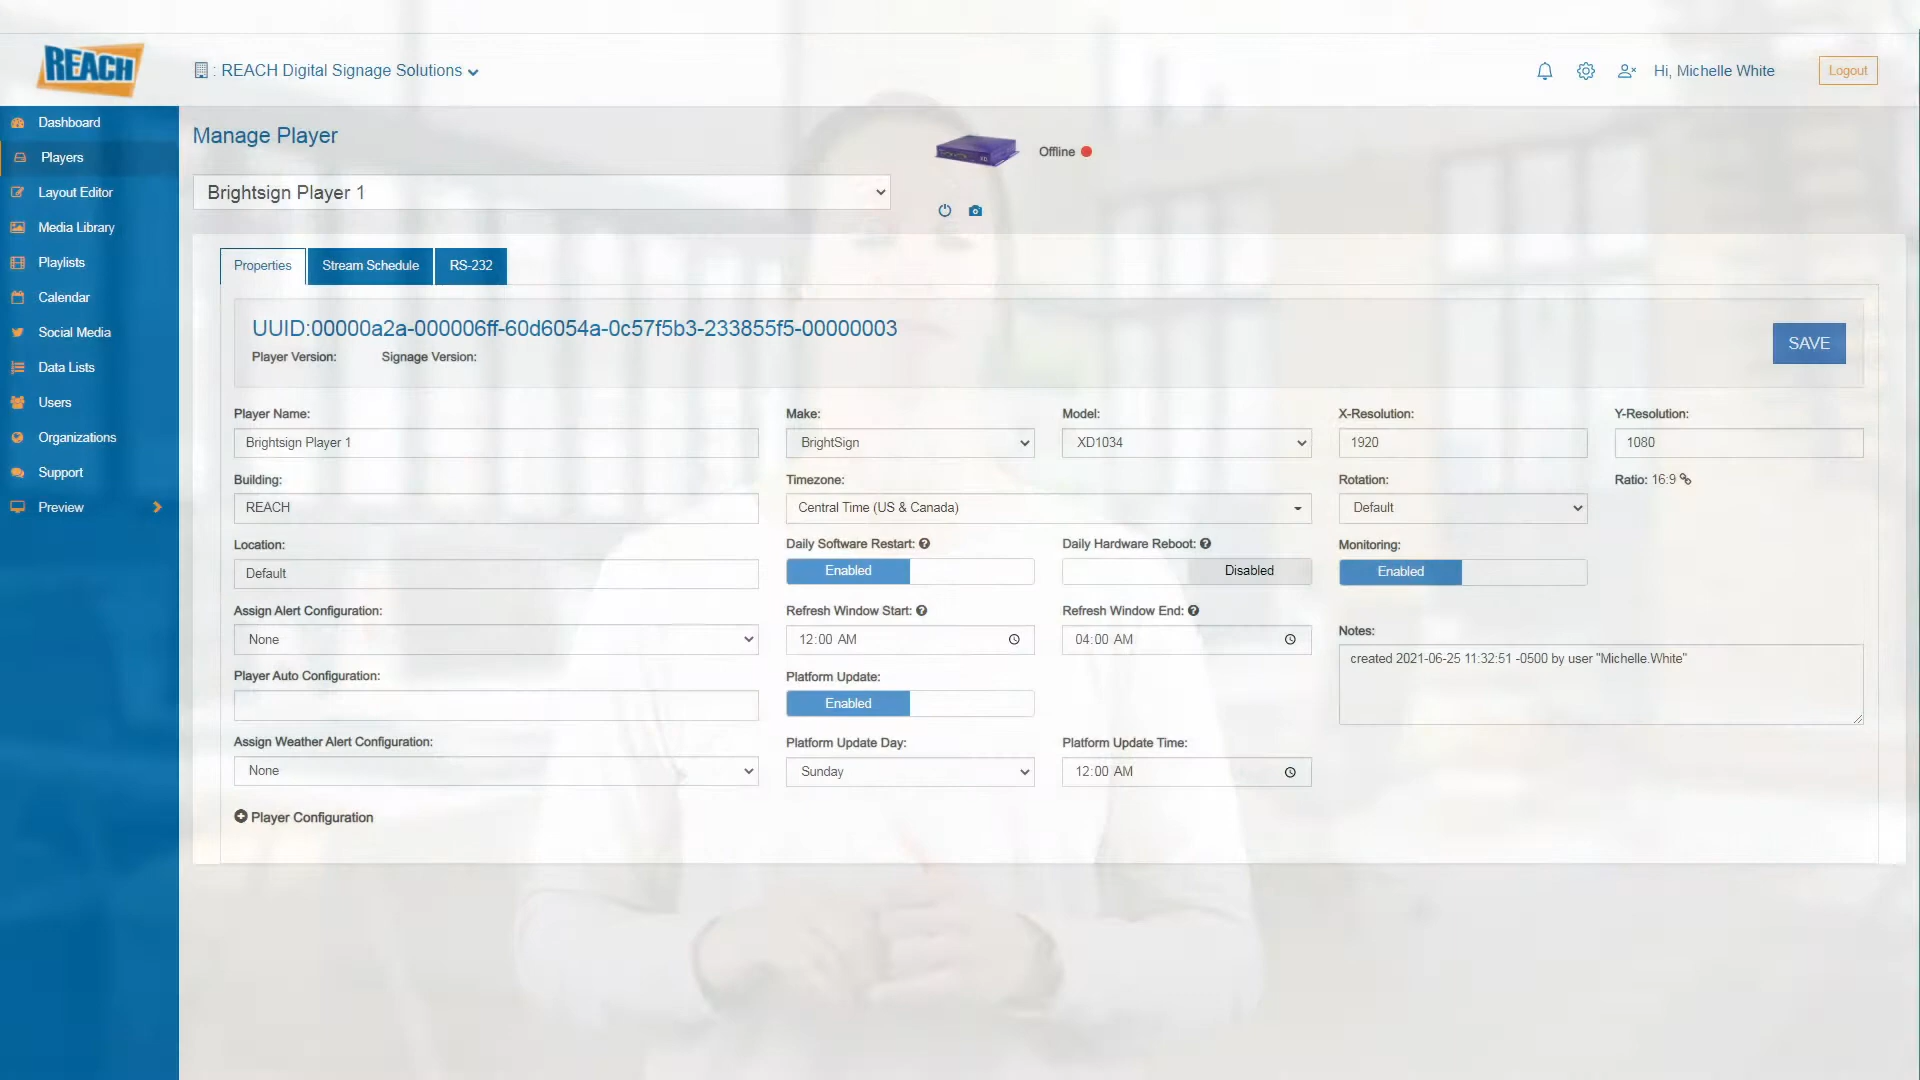 REACH
: REACH Digital Signage Solutions
Hi, Michelle White
Logout
Dashboard
Players
Layout Editor
Media Library
Playlists
Calendar
Social Media
Data Lists
Users
Organizations
Support
Preview
Manage Player
Offline
Brightsign Player 1
Properties
Stream Schedule
RS-232
UUID:00000a2a-000006ff-60d6054a-0c57f5b3-233855f5-00000003
SAVE
Player Version:
Signage Version:
Player Name:
Make:
Model:
X-Resolution:
Y-Resolution:
Brightsign Player 1
BrightSign
XD1034
1920
1080
Building:
Timezone:
Rotation:
Ratio: 16:9
REACH
Central Time (US & Canada)
Default
Location:
Daily Software Restart:
Daily Hardware Reboot:
Monitoring:
Default
Enabled
Disabled
Enabled
Assign Alert Configuration:
Refresh Window Start:
Refresh Window End:
Notes:
None
12:00 AM
04:00 AM
created 2021-06-25 11:32:51 -0500 by user "Michelle.White"
Player Auto Configuration:
Platform Update:
Enabled
Assign Weather Alert Configuration:
Platform Update Day:
Platform Update Time:
None
Sunday
12:00 AM
Player Configuration